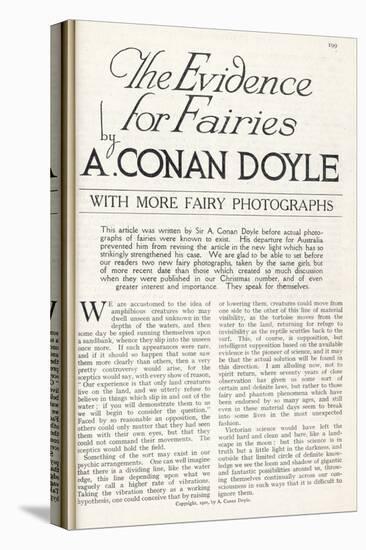 199
The Evidence
for Fairies
by
A. CONAN DOYLE
WITH MORE FAIRY PHOTOGRAPHS
This article was written by Sir A. Conan Doyle before actual photo-
graphs of fairies were known to exist. His departure for Australia
prevented him from revising the article in the new light which has so
strikingly strengthened his case. We are glad to be able to set before
our readers two new fairy photographs, taken by the same girl, but
of more recent date than those which created so much discussion
when they were published in our Christmas number, and of even
greater interest and importance. They speak for themselves.
WE are accustomed to the idea of
amphibious creatures who may
dwell unseen and unknown in the
depths of the waters, and then
some day be spied sunning themselves upon
a sandbank, whence they slip into the unseen
once more. If such appearances were rare,
and if it should so happen that some saw
them more clearly than others, then a very
pretty controversy would arise, for the
sceptics would say, with every show of reason,
" Our experience is that only land creatures
live on the land, and we utterly refuse to
believe in things which slip in and out of the
water ; if you will demonstrate them to us
we will begin to consider the question."
Faced by so reasonable an opposition, the
others could only mutter that they had seen
them with their own eyes, but that they
could not command their movements. The
sceptics would hold the field.
Something of the sort may exist in our
psychic arrangements. One can well imagine
that there is a dividing line, like the water
edge, this line depending upon what we
vaguely call a higher rate of vibrations.
Taking the vibration theory as a working
hypothesis, one could conceive that by raising
or lowering them, creatures could move from
one side to the other of this line of material
visibility, as the tortoise moves from the
water to the land, returning for refuge to
invisibility as the reptile scuttles back to the
surf. This, of course, is supposition, but
intelligent supposition based on the available
evidence is the pioneer of science, and it may
be that the actual solution will be found in
this direction. I am alluding now, not to
spirit return, where seventy years of close
observation has given us some sort of
certain and definite laws, but rather to those
fairy and phantom phenomena which have
been endorsed by so many ages, and still
even in these material days seem to break
into some lives in the most unexpected
fashion.
Victorian science would have left the
world hard and clean and bare, like a land-
scape in the moon ; but this science is in
truth but a little light in the darkness, and
outside that limited circle of definite know-
ledge we see the loom and shadow of gigantic
and fantastic possibilities around us, throw-
ing themselves continually across our con-
sciousness in such ways that it is difficult to
ignore them.
Copyright, 1921, by A. Conan Doyle.